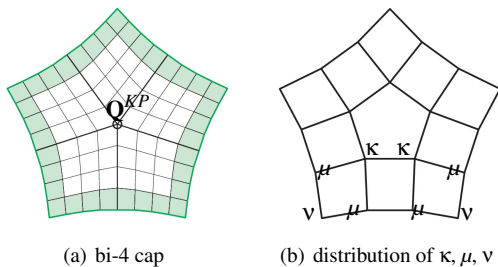 Q^KP
κ κ
μ μ
ν μ μ ν
(a) bi-4 cap (b) distribution of κ, μ, ν